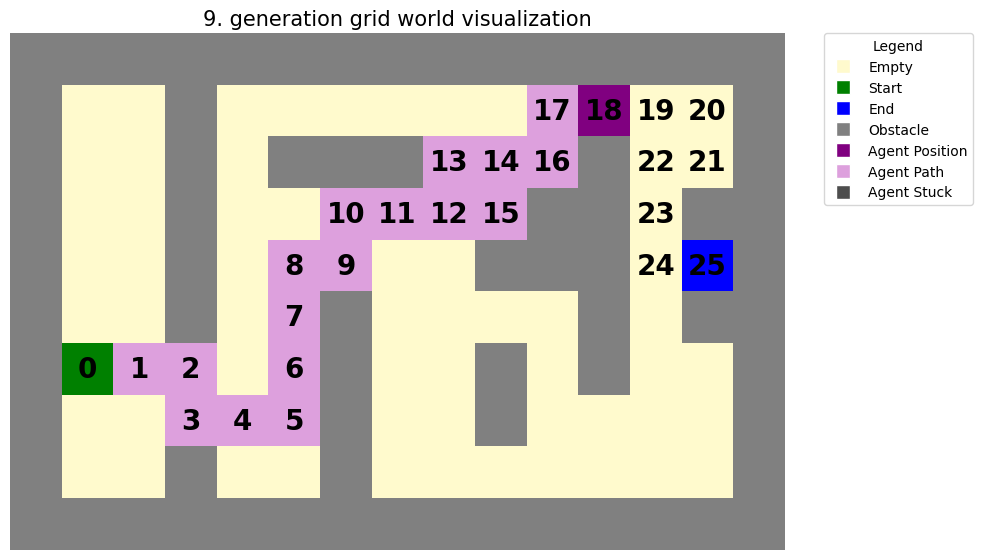 9. generation grid world visualization
17 18 19 20
13 14 16 22 21
10 11 12 15 23
8 9 24 25
7
0 1 2 6
3 4 5
Legend
Empty
Start
End
Obstacle
Agent Position
Agent Path
Agent Stuck